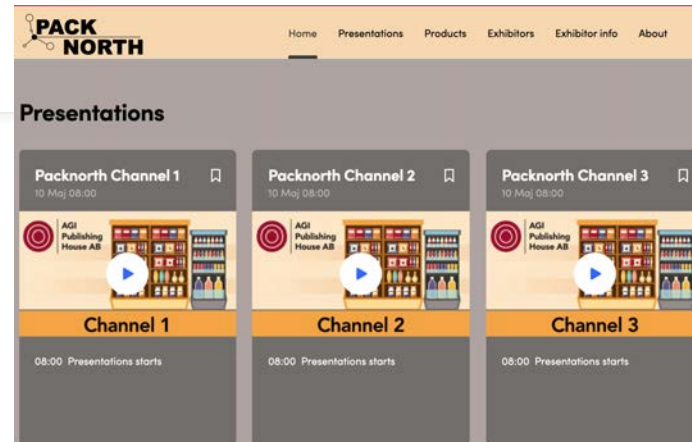 PACK
NORTH
Home Presentations Products Exhibitors Exhibitor info About
Presentations
Packnorth Channel 1
10 Maj 08:00
AGI
Publishing
House AB
Channel 1
08:00 Presentations starts
Packnorth Channel 2
10 Maj 08:00
AGI
Publishing
House AB
Channel 2
08:00 Presentations starts
Packnorth Channel 3
10 Maj 08:00
AGI
Publishing
House AB
Channel 3
08:00 Presentations starts